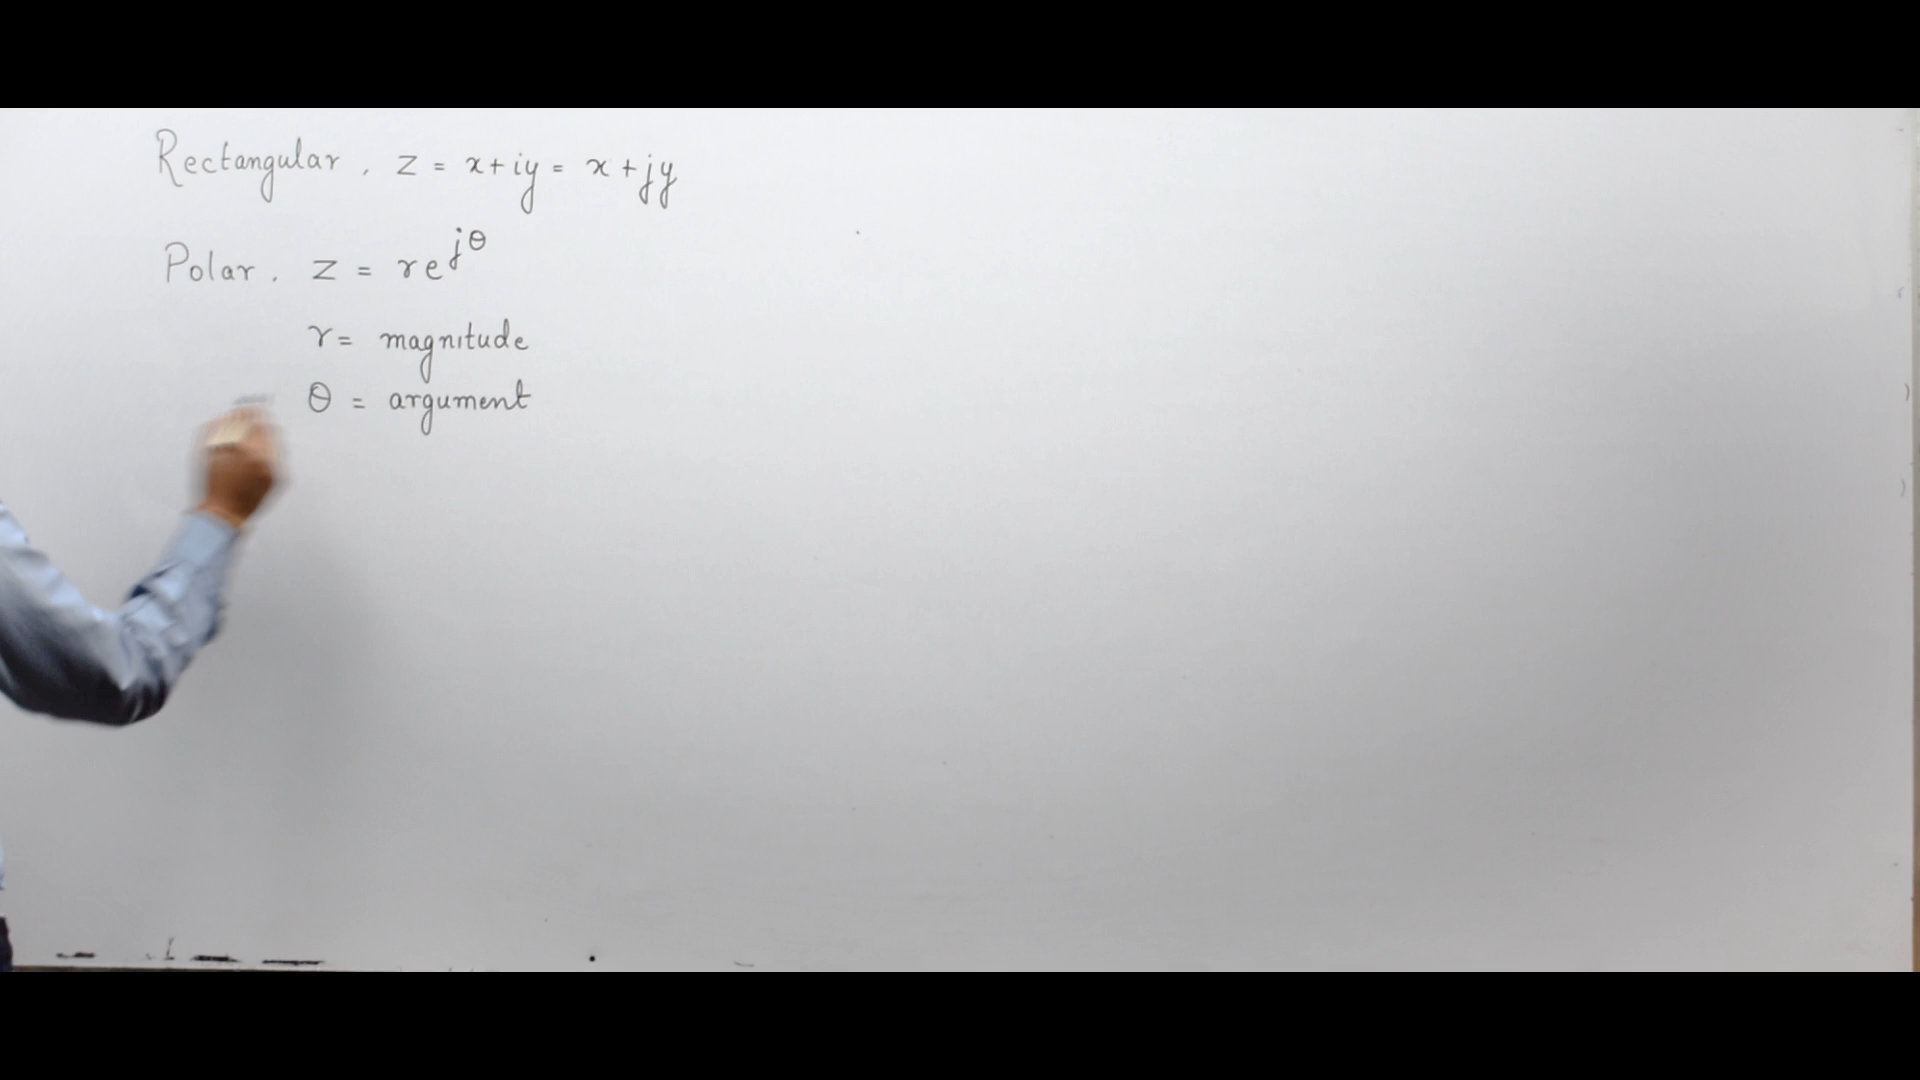 Rectangular, z = x+iy = x+jy
Polar, z = re^{jθ}
r = magnitude
θ = argument